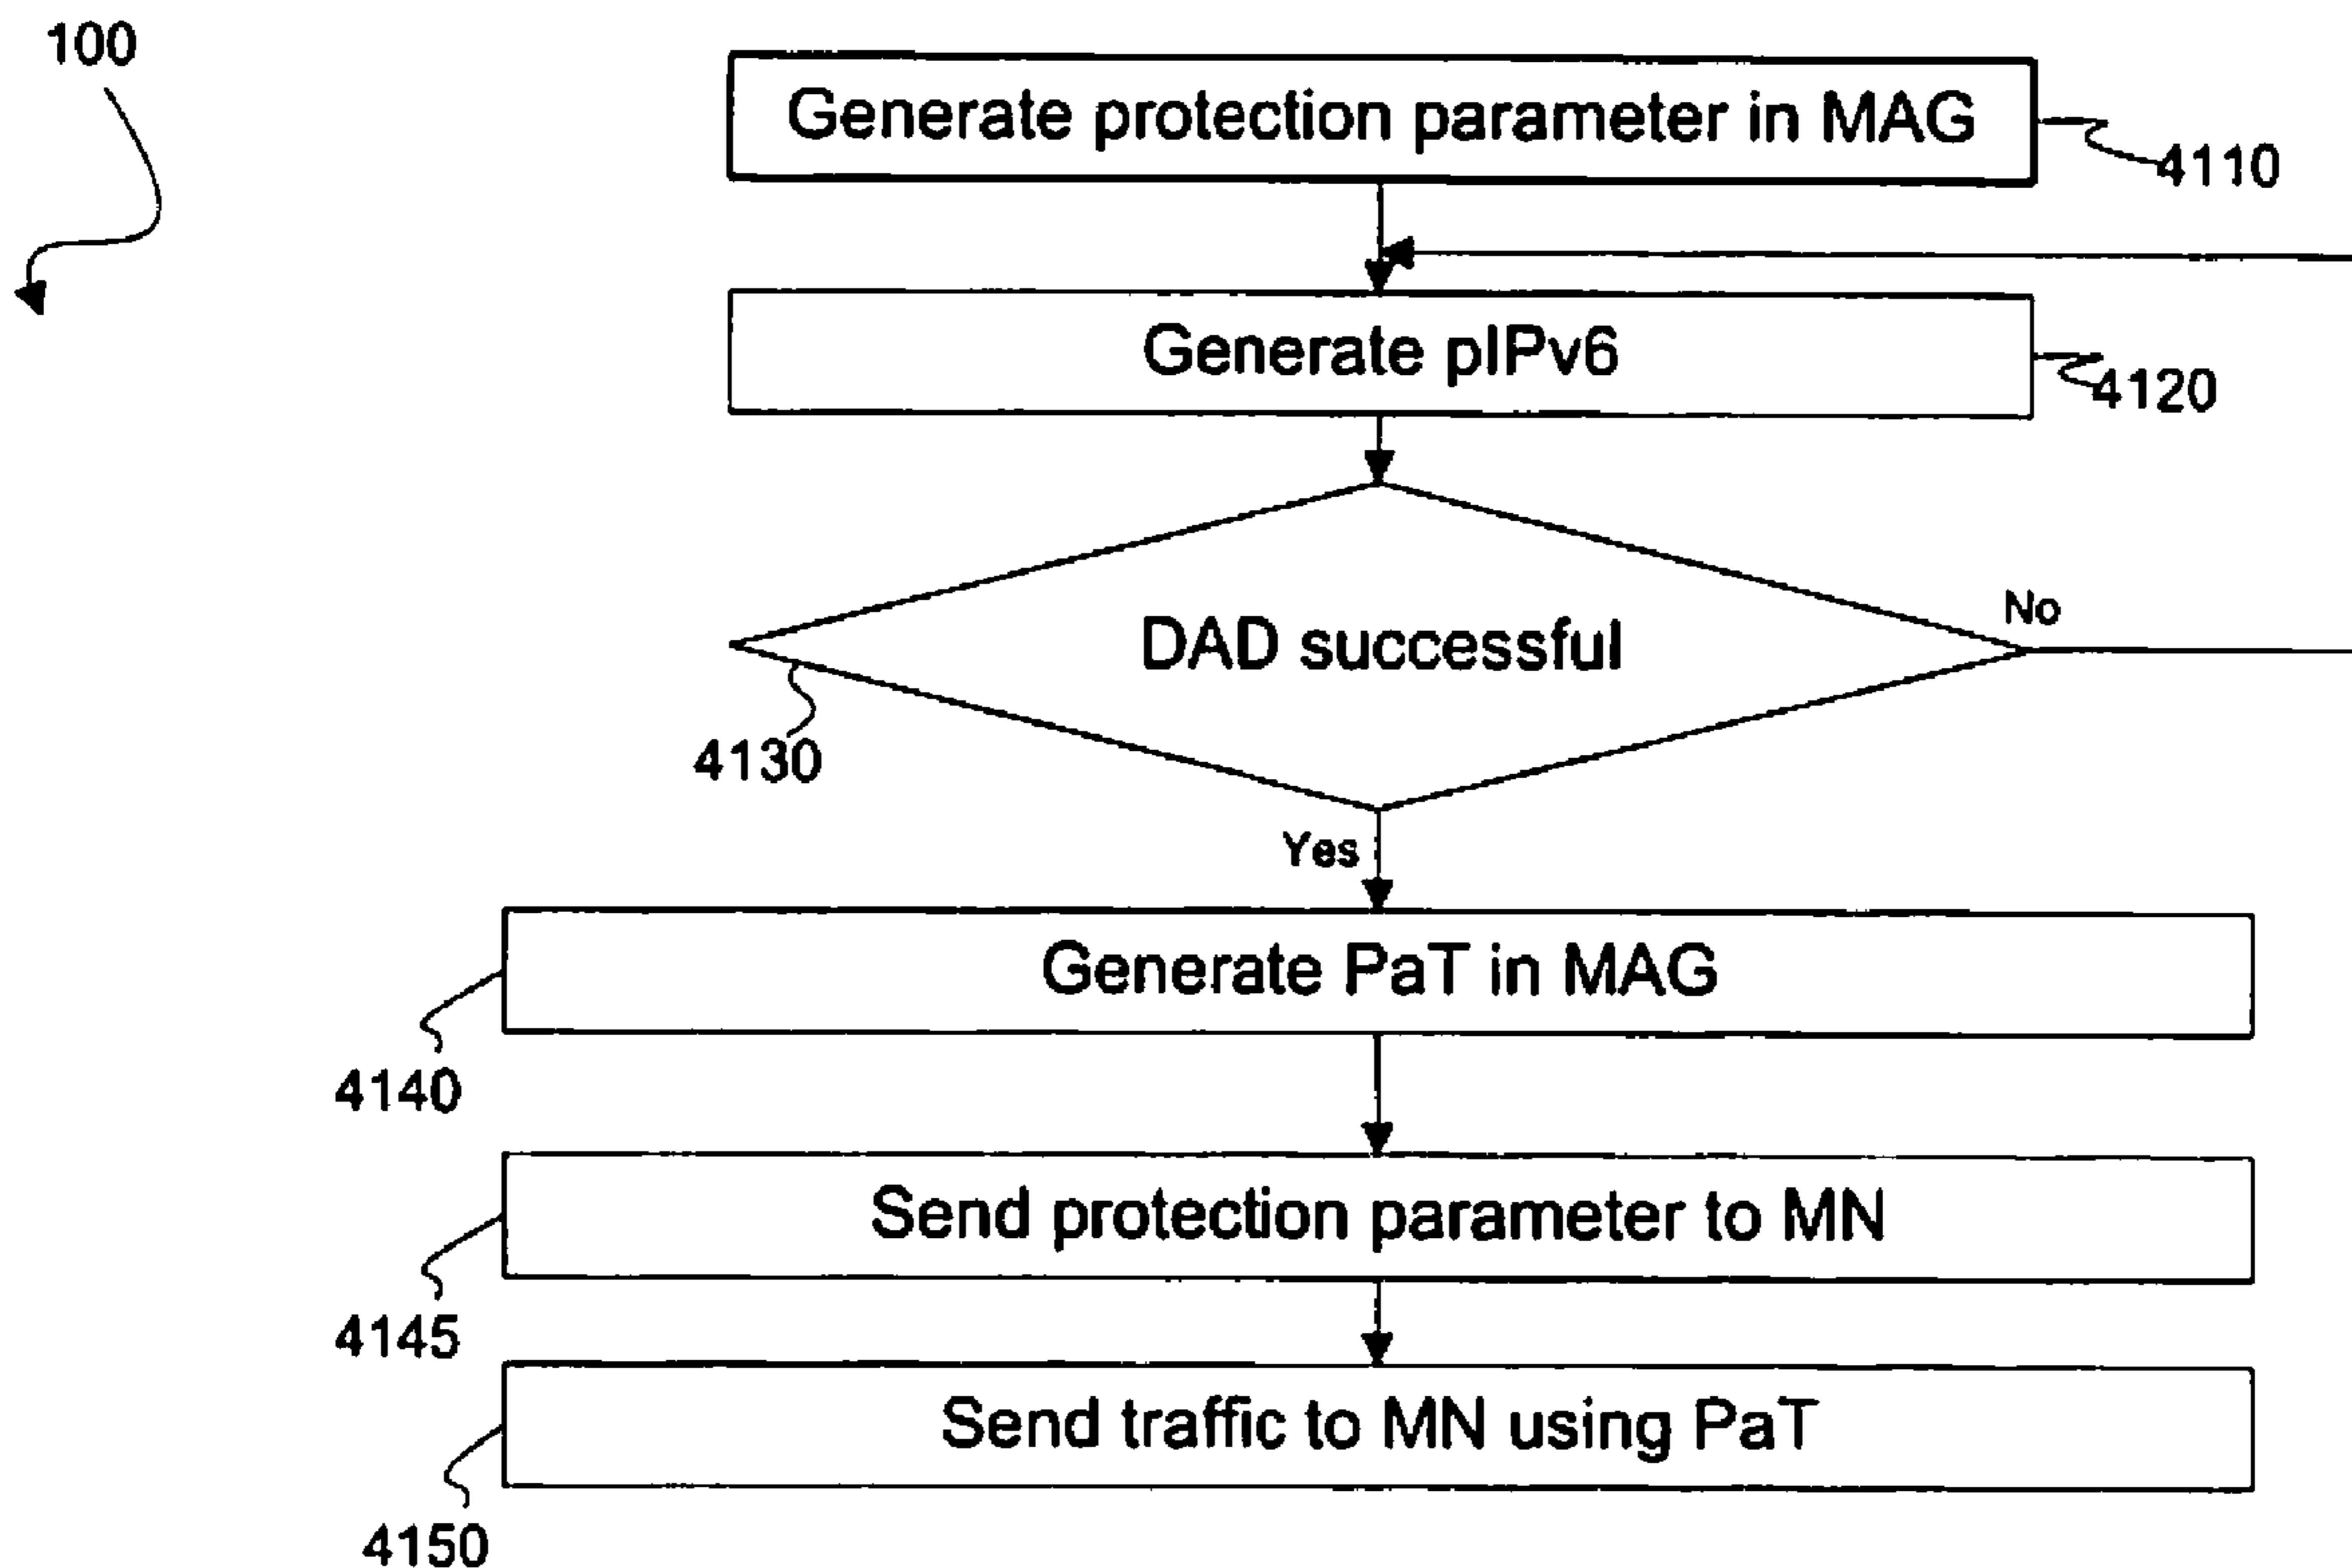 100
Generate protection parameter in MAG
4110
Generate pIPv6
4120
DAD successful
No
4130
Yes
Generate PaT in MAG
4140
Send protection parameter to MN
4145
Send traffic to MN using PaT
4150